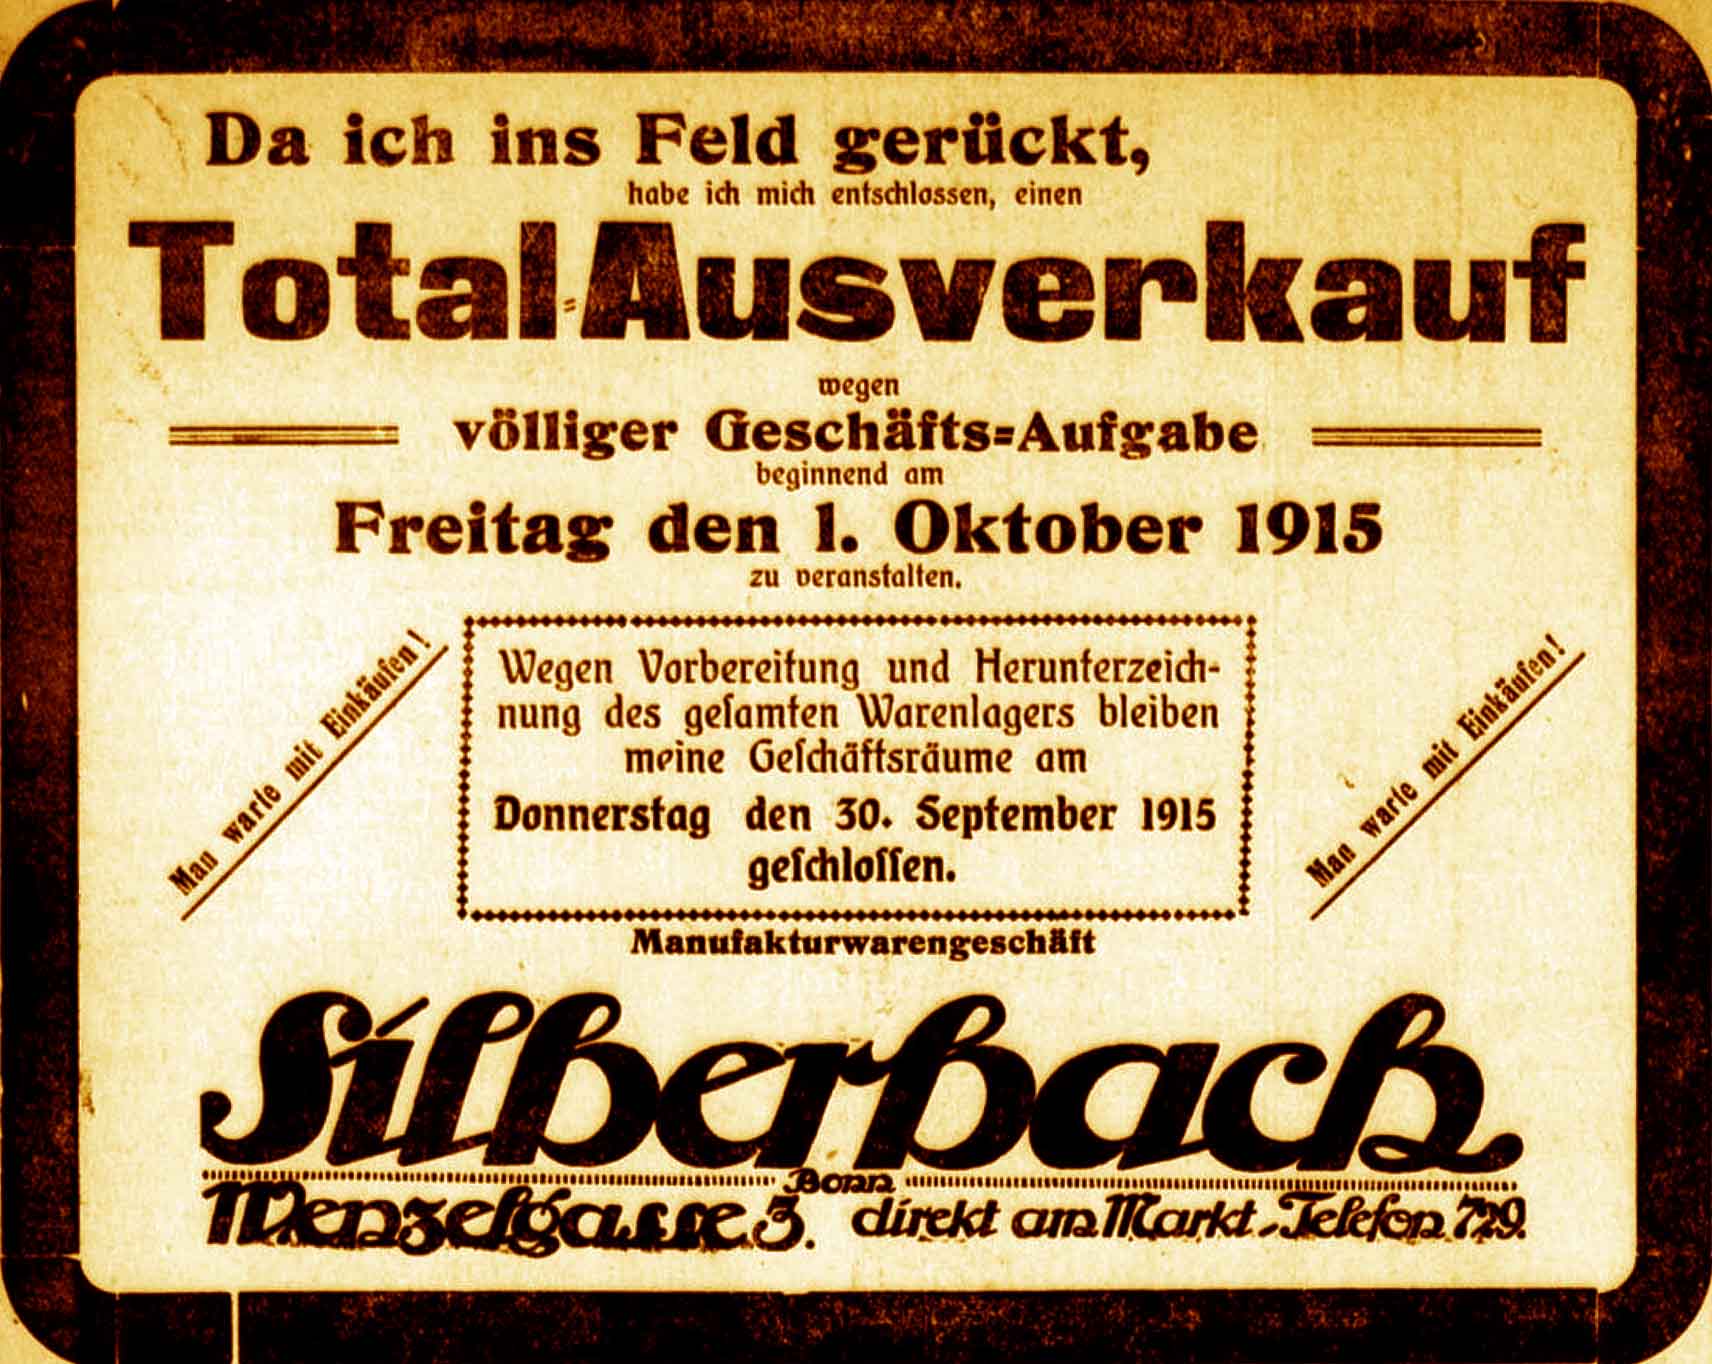 Da ich ins Feld gerückt,
habe ich mich entschlossen, einen
Total=Ausverkauf
wegen
völliger Geschäfts=Aufgabe
beginnend am
Freitag den 1. Oktober 1915
zu veranstalten.
Man warte mit Einkäufen!
Wegen Vorbereitung und Herunterzeich-
nung des geſamten Warenlagers bleiben
meine Geſchäftsräume am
Donnerstag den 30. September 1915
geſchloſſen.
Man warte mit Einkäufen!
Manufakturwarengeschäft
Silberbach
Bonn
Wenzelgasse 3. direkt am Markt-Telefon 729.